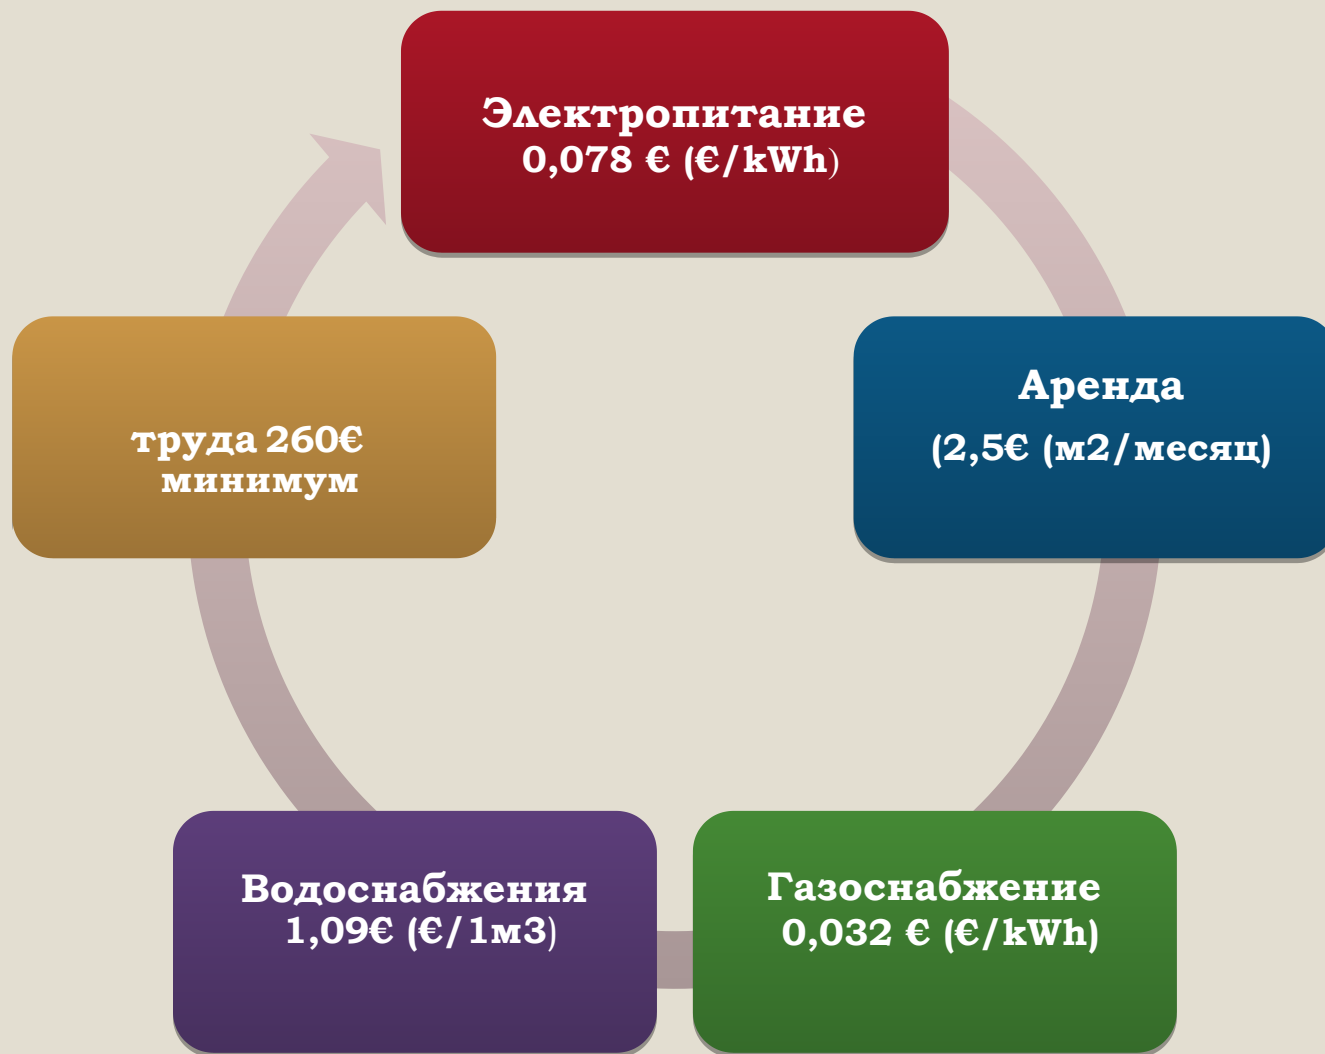 Электропитание
0,078 € (€/kWh)
Аренда
(2,5€ (м2/месяц)
труда 260€
минимум
Водоснабжения
1,09€ (€/1м3)
Газоснабжение
0,032 € (€/kWh)